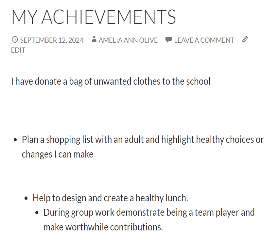 MY ACHIEVEMENTS
SEPTEMBER 12, 2024 AMELIA ANN OLIVE LEAVE A COMMENT
EDIT
I have donate a bag of unwanted clothes to the school
• Plan a shopping list with an adult and highlight healthy choices or
changes I can make
• Help to design and create a healthy lunch.
• During group work demonstrate being a team player and
make worthwhile contributions.